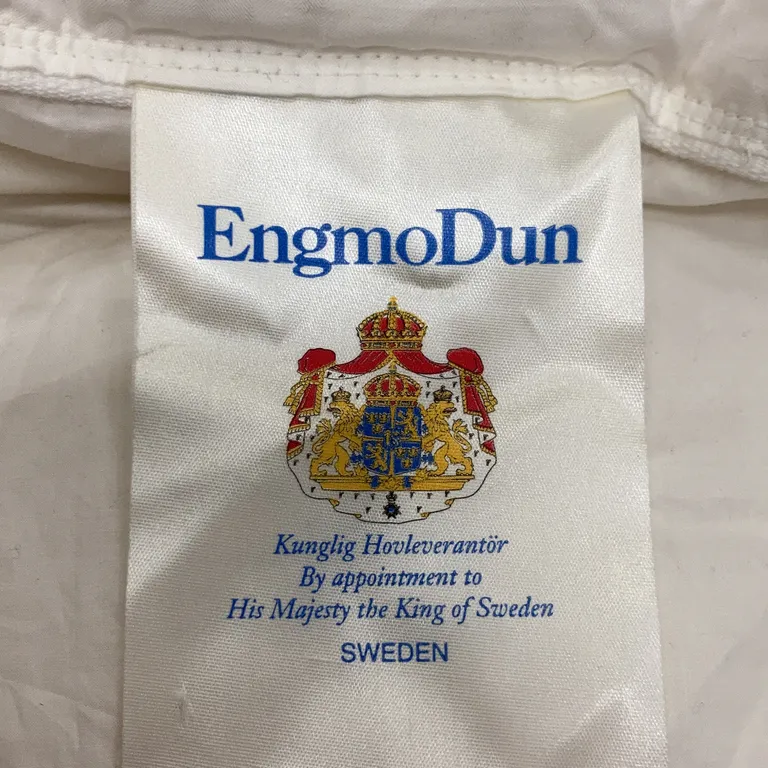 EngmoDun
Kunglig Hovleverantör
By appointment to
His Majesty the King of Sweden
SWEDEN